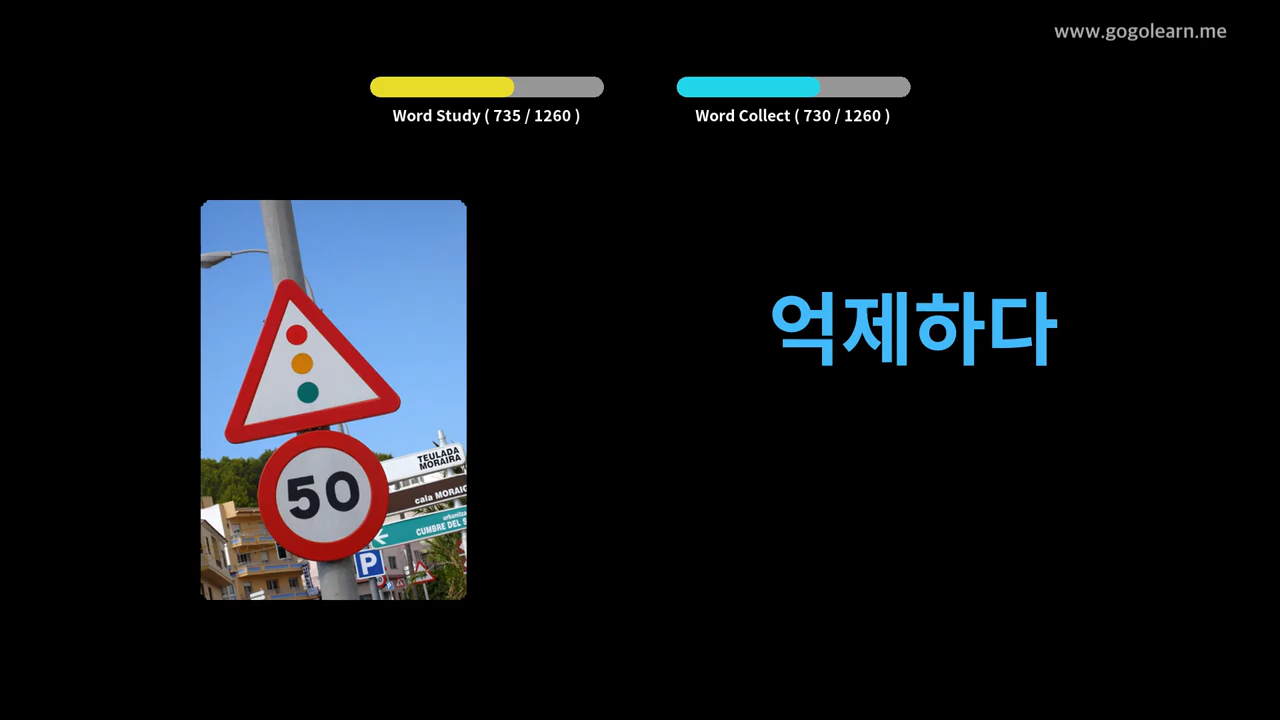 www.gogolearn.me
Word Study ( 735 / 1260 )
Word Collect ( 730 / 1260 )
억제하다
50
TEULADA
MORAIRA
cala
CUMBRE DEL
P